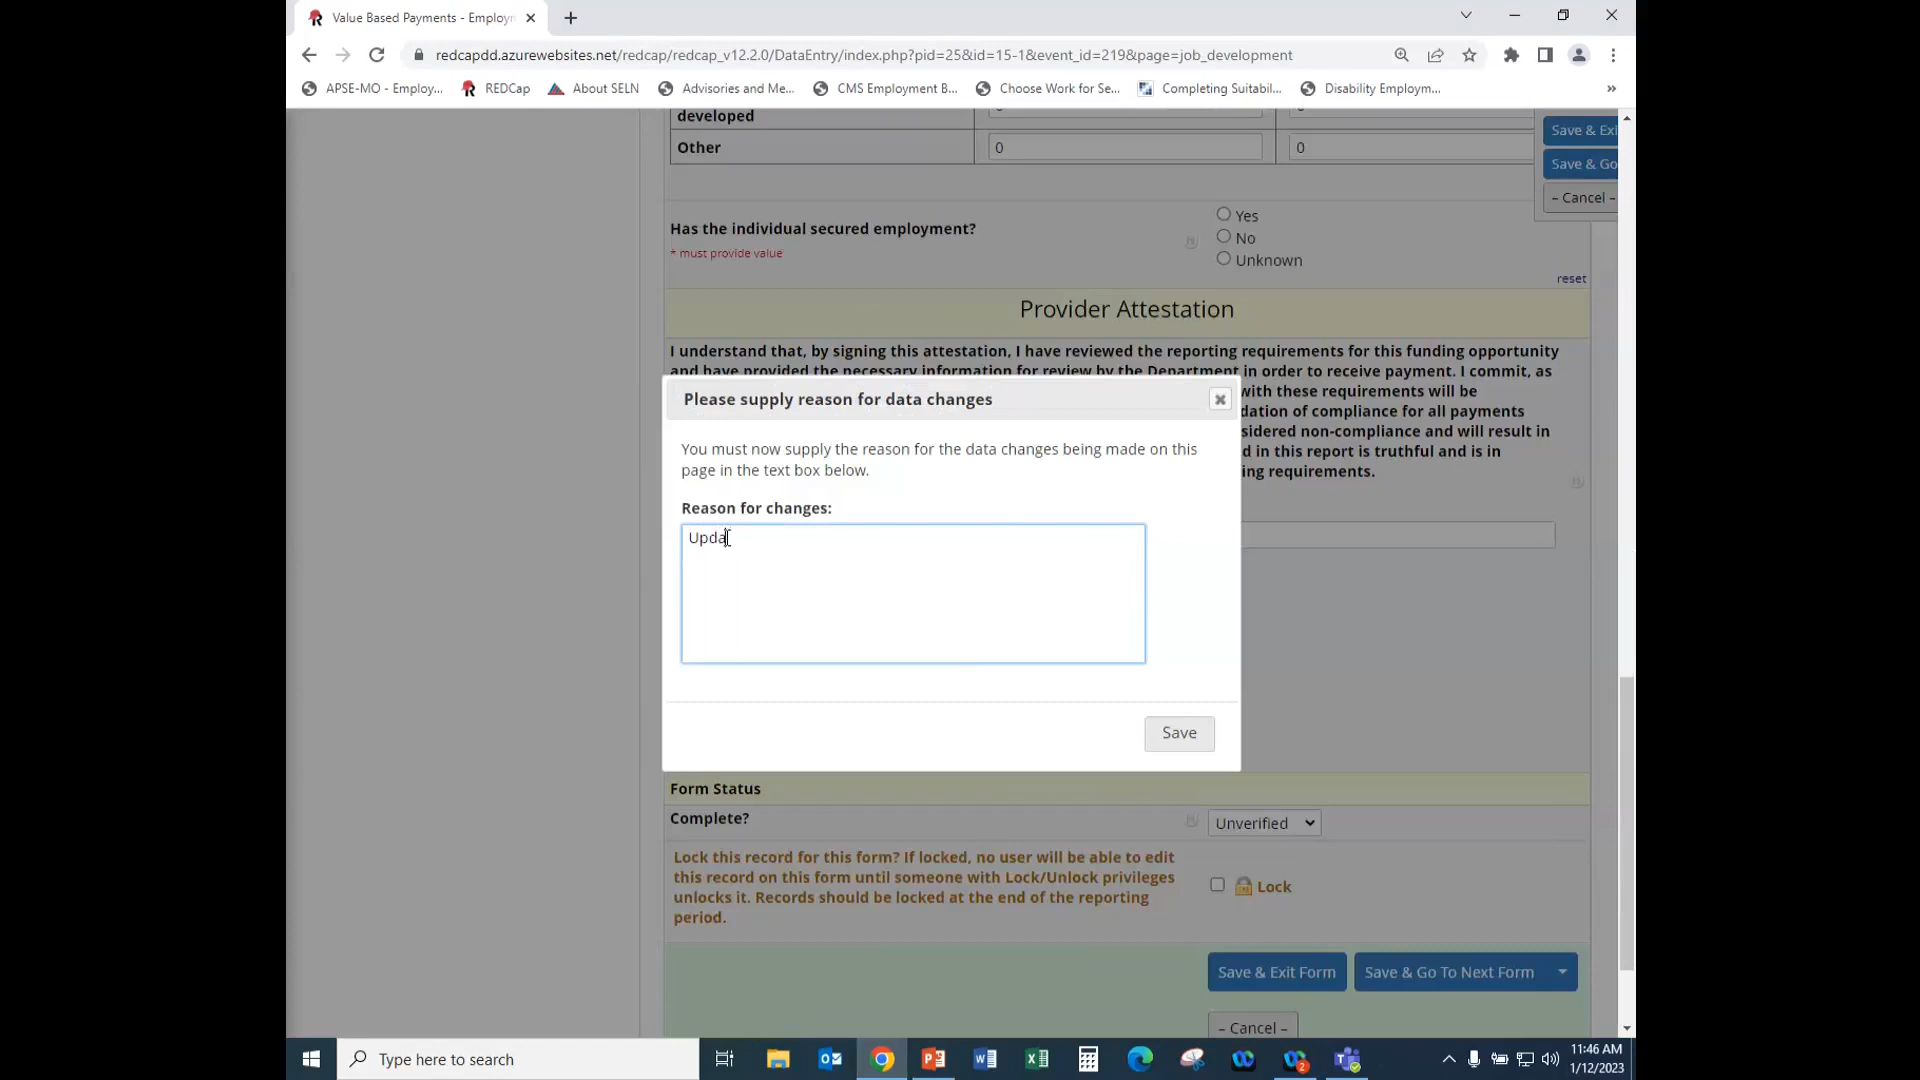 Value Based Payments - Employm
redcapdd.azurewebsites.net/redcap/redcap_v12.2.0/DataEntry/index.php?pid=25&id=15-1&event_id=219&page=job_development
APSE-MO - Employ... REDCap About SELN Advisories and Me... CMS Employment B... Choose Work for Se... Completing Suitabil... Disability Employm... »
developed
Other 0 0
Save & Exi
Save & Go
-- Cancel --
Has the individual secured employment?
* must provide value
Yes
No
Unknown
reset
Provider Attestation
I understand that, by signing this attestation, I have reviewed the reporting requirements for this funding opportunity
and have provided the necessary information for review by the Department in order to receive payment. I commit, as
with these requirements will be
dation of compliance for all payments
sidered non-compliance and will result in
d in this report is truthful and is in
ing requirements.
Please supply reason for data changes
You must now supply the reason for the data changes being made on this
page in the text box below.
Reason for changes:
Upda
Save
Form Status
Complete? Unverified
Lock this record for this form? If locked, no user will be able to edit
this record on this form until someone with Lock/Unlock privileges
unlocks it. Records should be locked at the end of the reporting
period.
Lock
Save & Exit Form Save & Go To Next Form
-- Cancel --
Type here to search
11:46 AM
1/12/2023